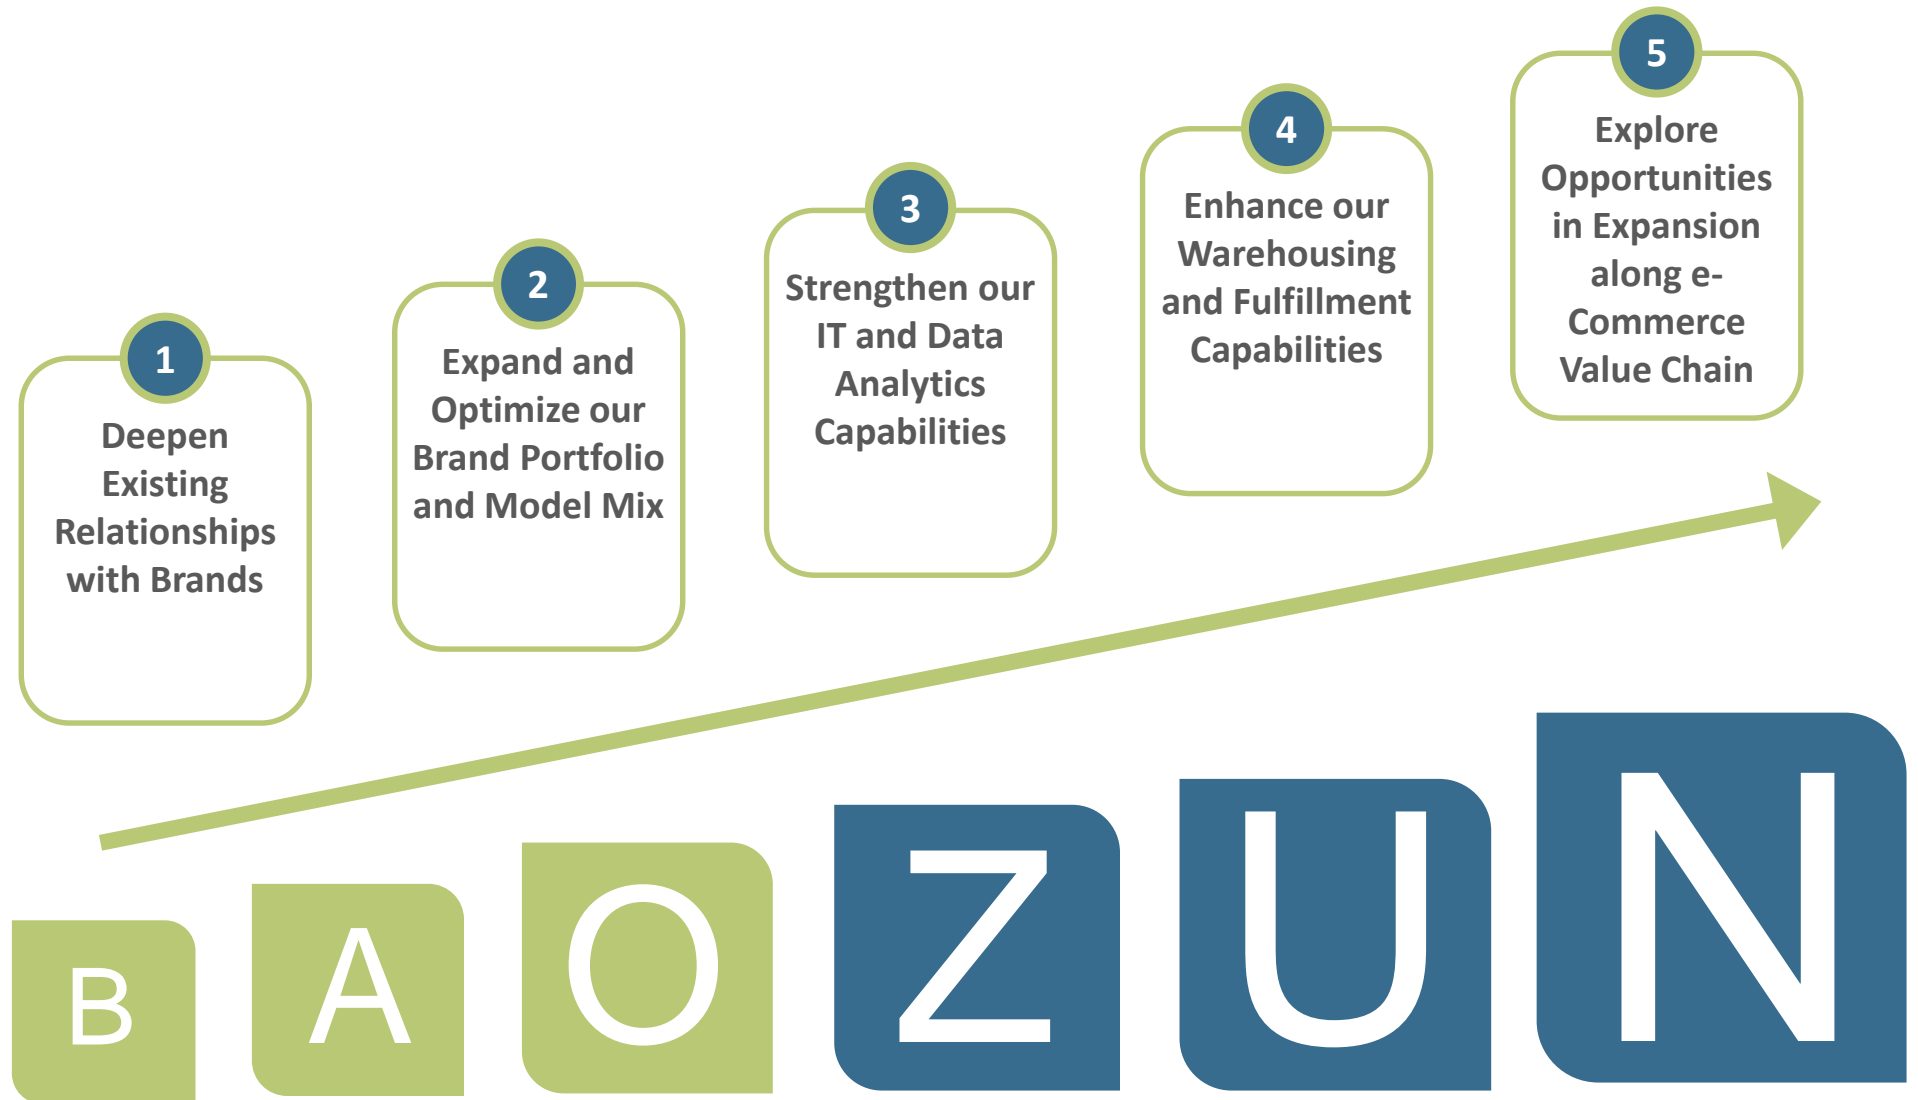 1
Deepen
Existing
Relationships
with Brands
2
Expand and
Optimize our
Brand Portfolio
and Model Mix
3
Strengthen our
IT and Data
Analytics
Capabilities
4
Enhance our
Warehousing
and Fulfillment
Capabilities
5
Explore
Opportunities
in Expansion
along e-
Commerce
Value Chain
B A O Z U N